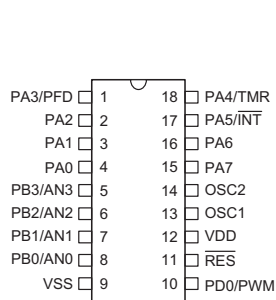 PA3/PFD 1 18 PA4/TMR
PA2 2 17 PA5/I̅N̅T̅
PA1 3 16 PA6
PA0 4 15 PA7
PB3/AN3 5 14 OSC2
PB2/AN2 6 13 OSC1
PB1/AN1 7 12 VDD
PB0/AN0 8 11 R̅E̅S̅
VSS 9 10 PD0/PWM